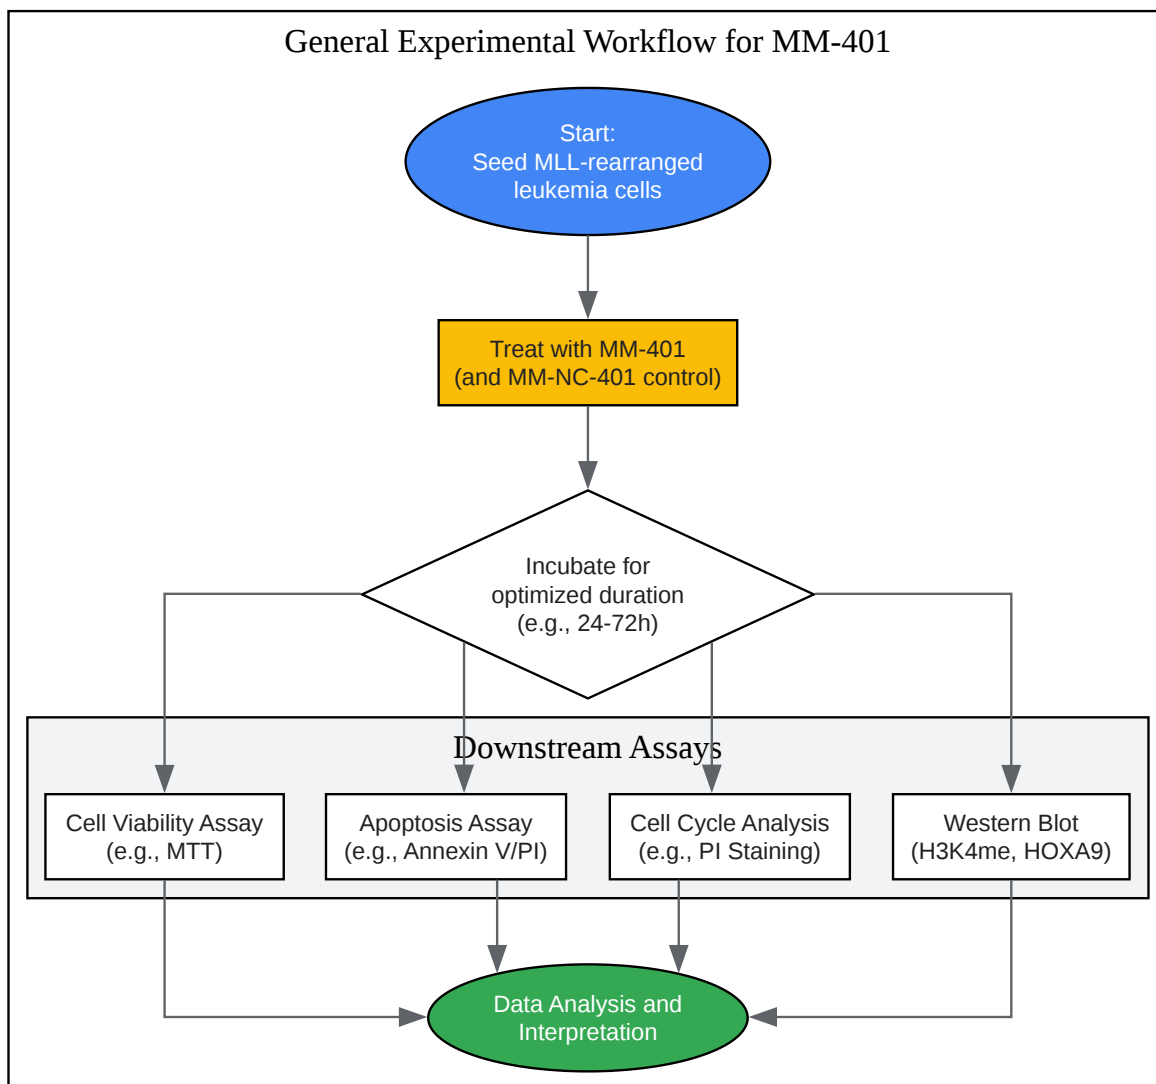 General Experimental Workflow for MM-401
Start:
Seed MLL-rearranged
leukemia cells
Treat with MM-401
(and MM-NC-401 control)
Incubate for
optimized duration
(e.g., 24-72h)
Downstream Assays
Cell Viability Assay
(e.g., MTT)
Apoptosis Assay
(e.g., Annexin V/PI)
Cell Cycle Analysis
(e.g., PI Staining)
Western Blot
(H3K4me, HOXA9)
Data Analysis and
Interpretation